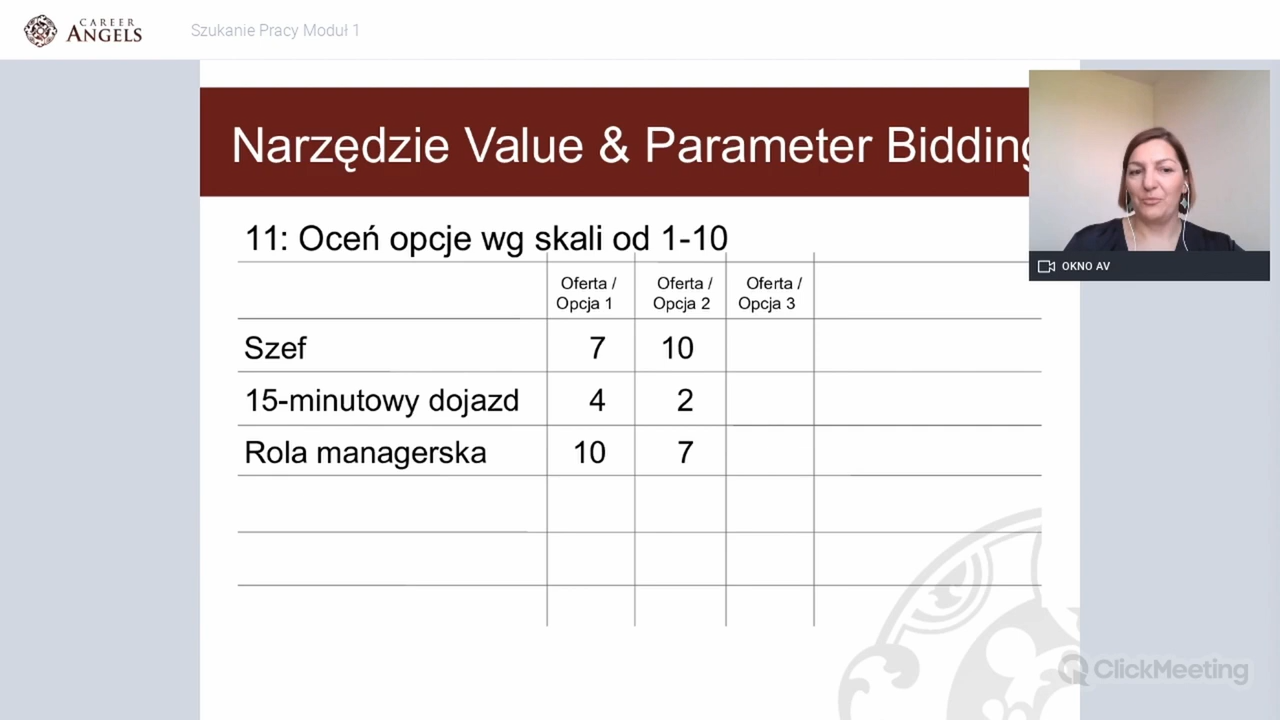 CAREER
ANGELS
Szukanie Pracy Moduł 1
Narzędzie Value & Parameter Bidding
OKNO AV
11: Oceń opcje wg skali od 1-10
Oferta / Oferta / Oferta /
Opcja 1 Opcja 2 Opcja 3
Szef 7 10
15-minutowy dojazd 4 2
Rola managerska 10 7
ClickMeeting